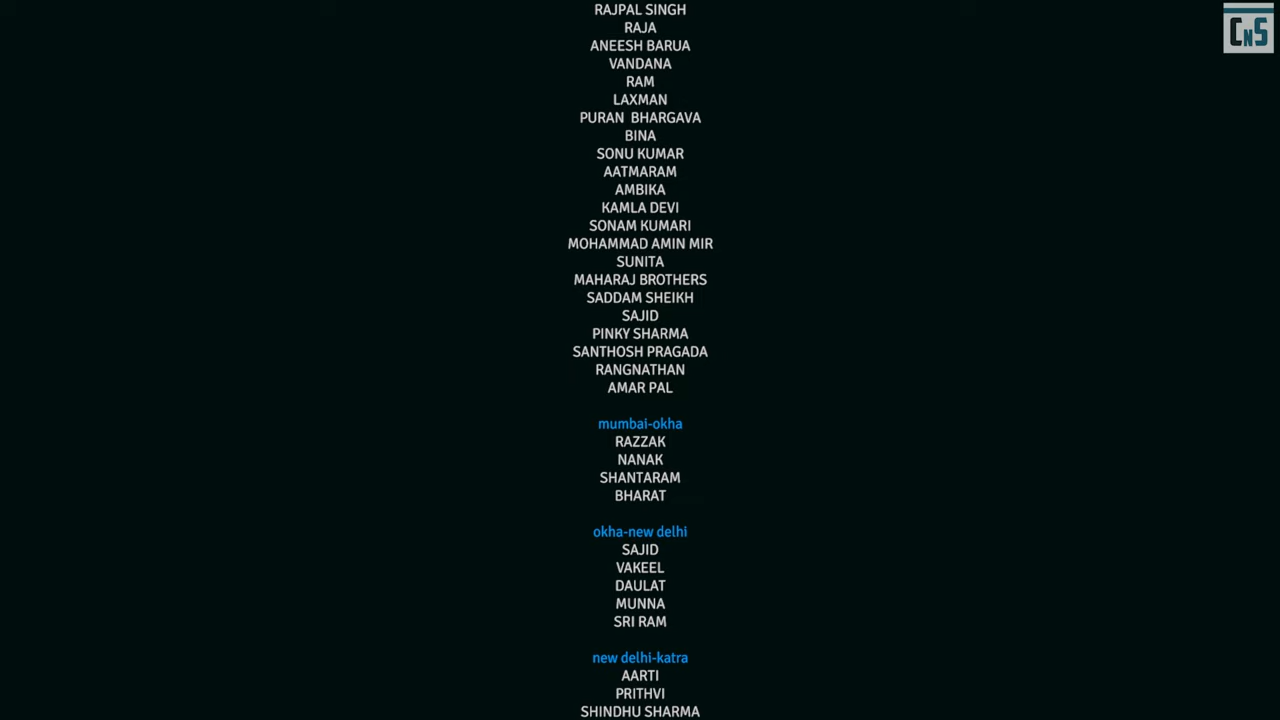 RAJPAL SINGH
CNS
RAJA
ANEESH BARUA
VANDANA
RAM
LAXMAN
PURAN BHARGAVA
BINA
SONU KUMAR
AATMARAM
AMBIKA
KAMLA DEVI
SONAM KUMARI
MOHAMMAD AMIN MIR
SUNITA
MAHARAJ BROTHERS
SADDAM SHEIKH
SAJID
PINKY SHARMA
SANTHOSH PRAGADA
RANGNATHAN
AMAR PAL
mumbai-okha
RAZZAK
NANAK
SHANTARAM
BHARAT
okha-new delhi
SAJID
VAKEEL
DAULAT
MUNNA
SRI RAM
new delhi-katra
AARTI
PRITHVI
SHINDHU SHARMA